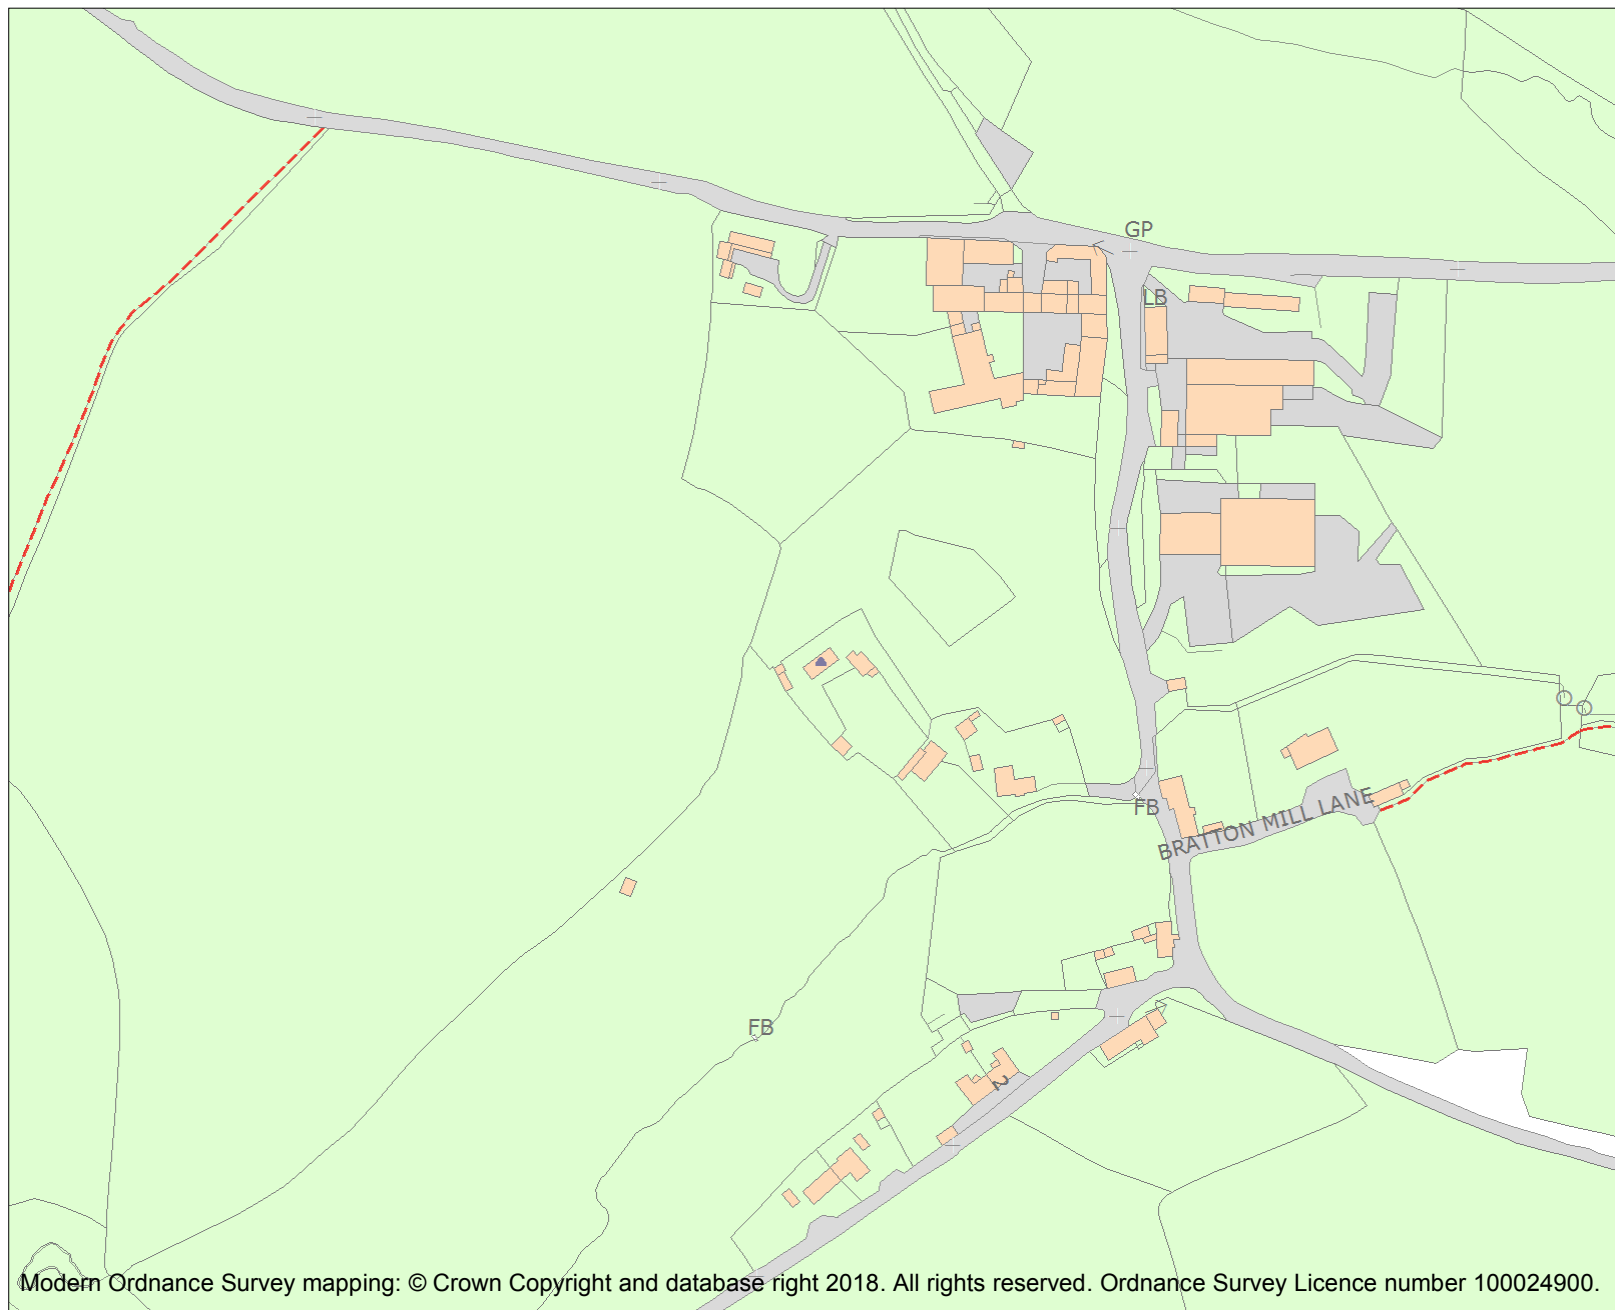 GP
LB
FB
BRATTON MILL LANE
FB
2
Modern Ordnance Survey mapping: © Crown Copyright and database right 2018. All rights reserved. Ordnance Survey Licence number 100024900.